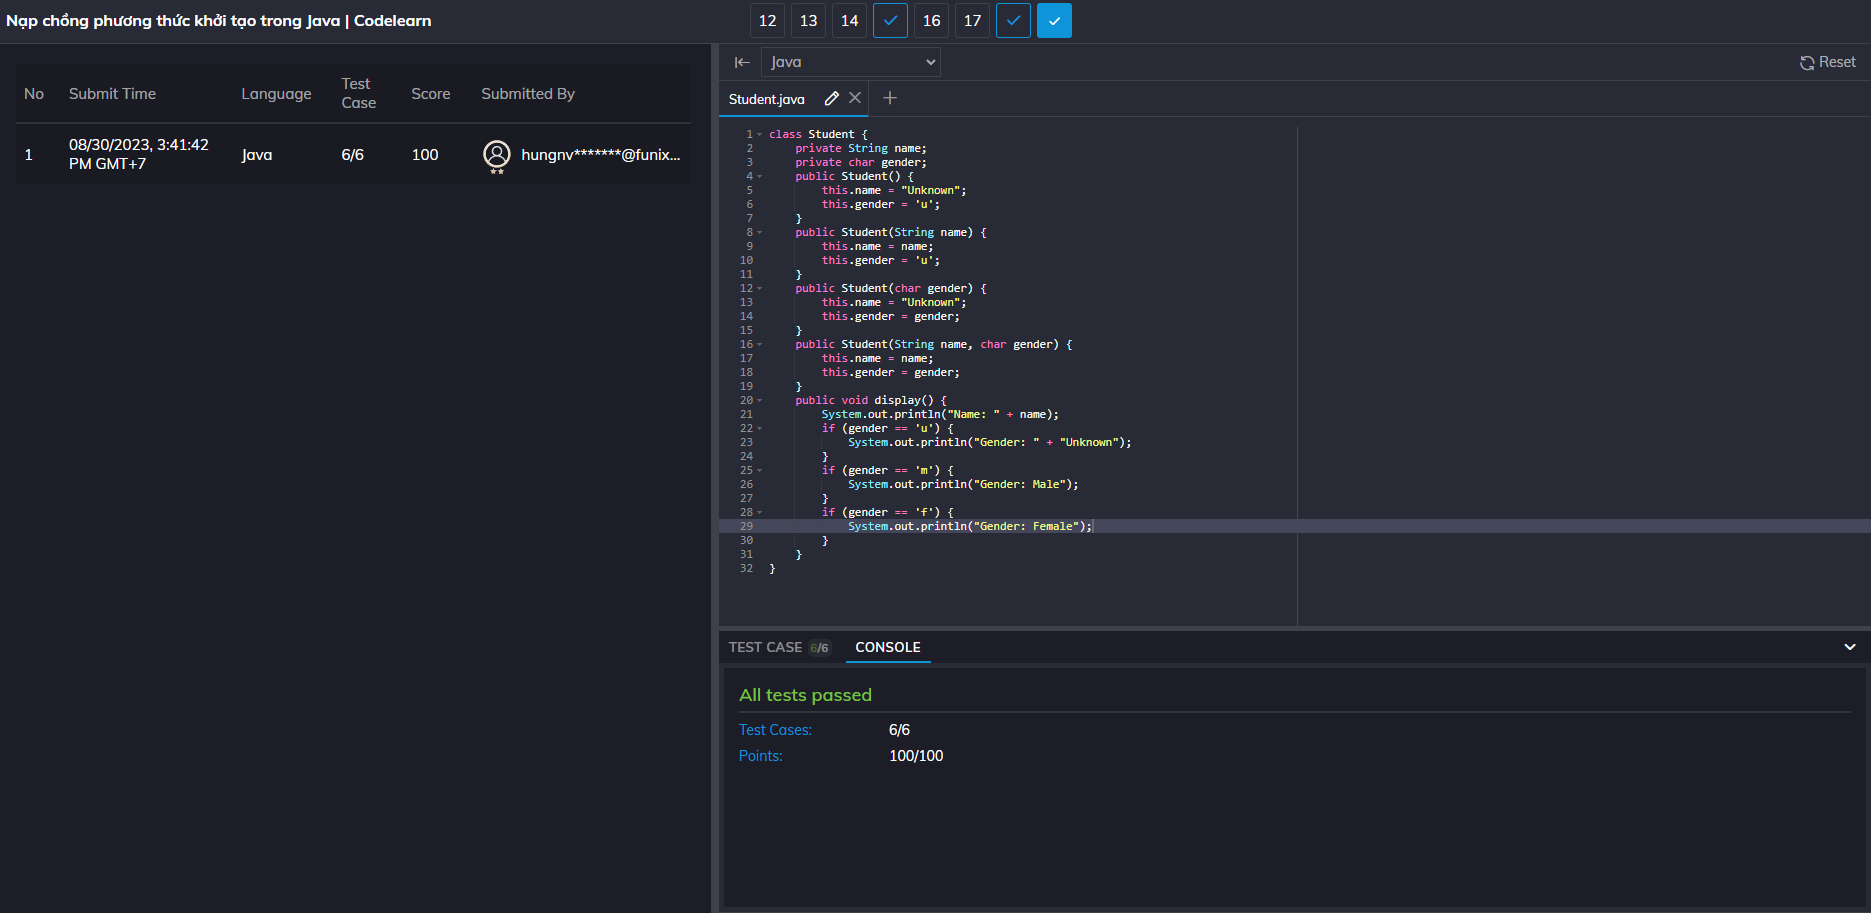 Nạp chồng phương thức khởi tạo trong Java | Codelearn
12 13 14 16 17
No Submit Time Language Test Case Score Submitted By
1 08/30/2023, 3:41:42 PM GMT+7 Java 6/6 100 hungnv*******@funix...
Java
Reset
Student.java
1 class Student {
2 private String name;
3 private char gender;
4 public Student() {
5 this.name = "Unknown";
6 this.gender = 'u';
7 }
8 public Student(String name) {
9 this.name = name;
10 this.gender = 'u';
11 }
12 public Student(char gender) {
13 this.name = "Unknown";
14 this.gender = gender;
15 }
16 public Student(String name, char gender) {
17 this.name = name;
18 this.gender = gender;
19 }
20 public void display() {
21 System.out.println("Name: " + name);
22 if (gender == 'u') {
23 System.out.println("Gender: " + "Unknown");
24 }
25 if (gender == 'm') {
26 System.out.println("Gender: Male");
27 }
28 if (gender == 'f') {
29 System.out.println("Gender: Female");
30 }
31 }
32 }
TEST CASE 6/6 CONSOLE
All tests passed
Test Cases: 6/6
Points: 100/100